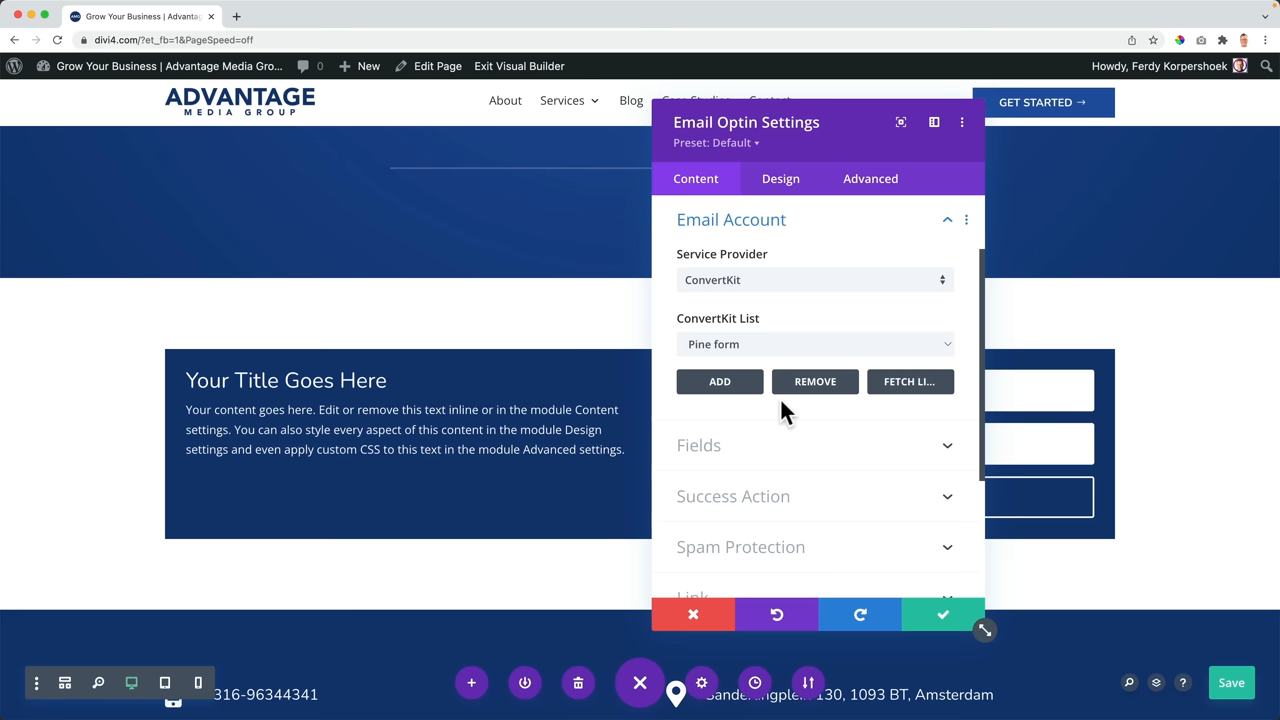 Grow Your Business | Advantag
divi4.com/?et_fb=1&PageSpeed=off
Grow Your Business | Advantage Media Gro... 0 New Edit Page Exit Visual Builder Howdy, Ferdy Korpershoek
ADVANTAGE
MEDIA GROUP
About Services Blog Case Studies Contact GET STARTED →
Email Optin Settings
Preset: Default
Content Design Advanced
Email Account
Service Provider
ConvertKit
ConvertKit List
Pine form
ADD REMOVE FETCH LI...
Fields
Success Action
Spam Protection
Link
Your Title Goes Here
Your content goes here. Edit or remove this text inline or in the module Content
settings. You can also style every aspect of this content in the module Design
settings and even apply custom CSS to this text in the module Advanced settings.
316-96344341
130, 1093 BT, Amsterdam
? Save